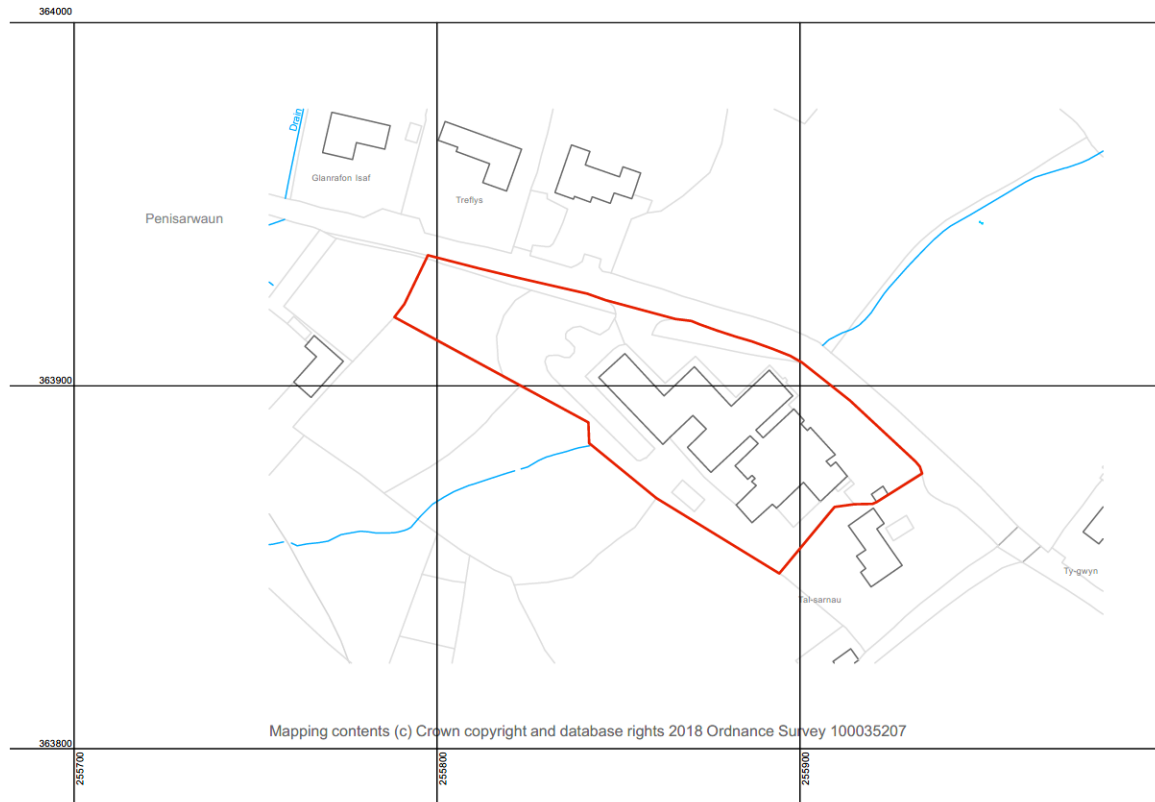 364000
Drain
Glanrafon Isaf
Treflys
Penisarwaun
363900
Ty-gwyn
Tal-sarnau
Mapping contents (c) Crown copyright and database rights 2018 Ordnance Survey 100035207
363800
255700
255800
255900